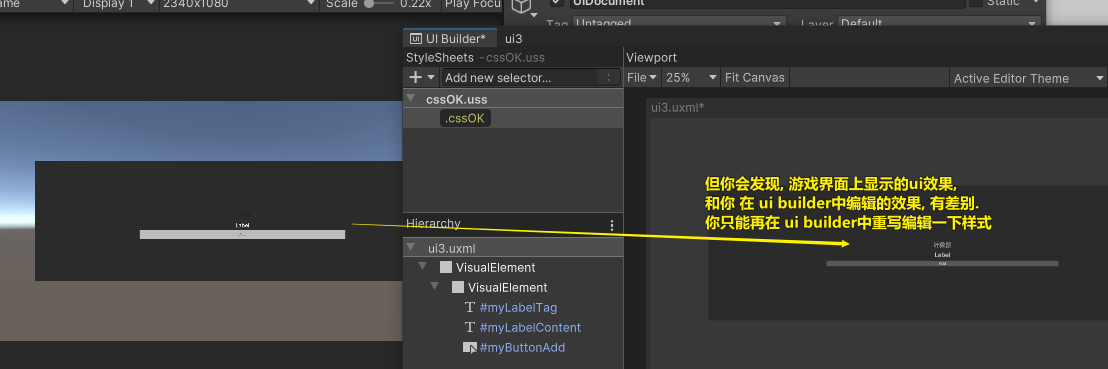 ame
Display 1
2340x1080
Scale
0.22x
Play Focus
UIDocument
Static
Tag Untagged
Layer Default
UI Builder*
ui3
StyleSheets -cssOK.uss
Add new selector...
cssOK.uss
.cssOK
Viewport
File
25%
Fit Canvas
Active Editor Theme
ui3.uxml*
但你会发现, 游戏界面上显示的ui效果,
和你 在 ui builder中编辑的效果, 有差别.
你只能再在 ui builder中重写编辑一下样式
Label
Hierarchy
ui3.uxml
VisualElement
VisualElement
#myLabelTag
#myLabelContent
#myButtonAdd
计数据
Label